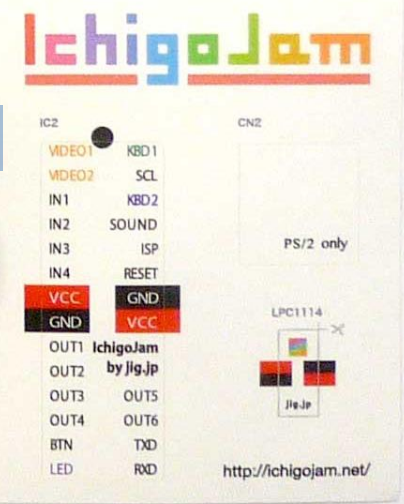 IchigoJam
IC2
CN2
VIDEO1 KBD1
VIDEO2 SCL
IN1 KBD2
IN2 SOUND
IN3 ISP
IN4 RESET
VCC GND
GND VCC
OUT1 IchigoJam
OUT2 by jig.jp
OUT3 OUT5
OUT4 OUT6
BTN TXD
LED RXD
PS/2 only
LPC1114
jig.jp
http://ichigojam.net/